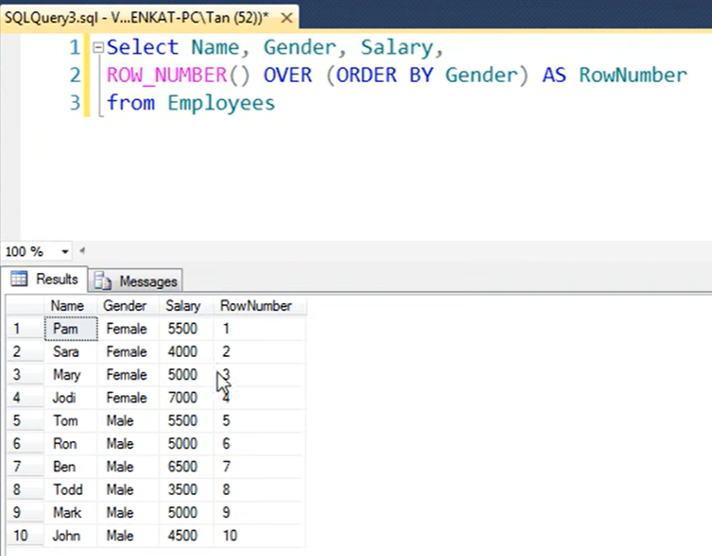 SQLQuery3.sql - V...ENKAT-PC\Tan (52))* ×
1 Select Name, Gender, Salary,
2 ROW_NUMBER() OVER (ORDER BY Gender) AS RowNumber
3 from Employees
100 %
Results Messages
Name Gender Salary RowNumber
1 Pam Female 5500 1
2 Sara Female 4000 2
3 Mary Female 5000 3
4 Jodi Female 7000 4
5 Tom Male 5500 5
6 Ron Male 5000 6
7 Ben Male 6500 7
8 Todd Male 3500 8
9 Mark Male 5000 9
10 John Male 4500 10